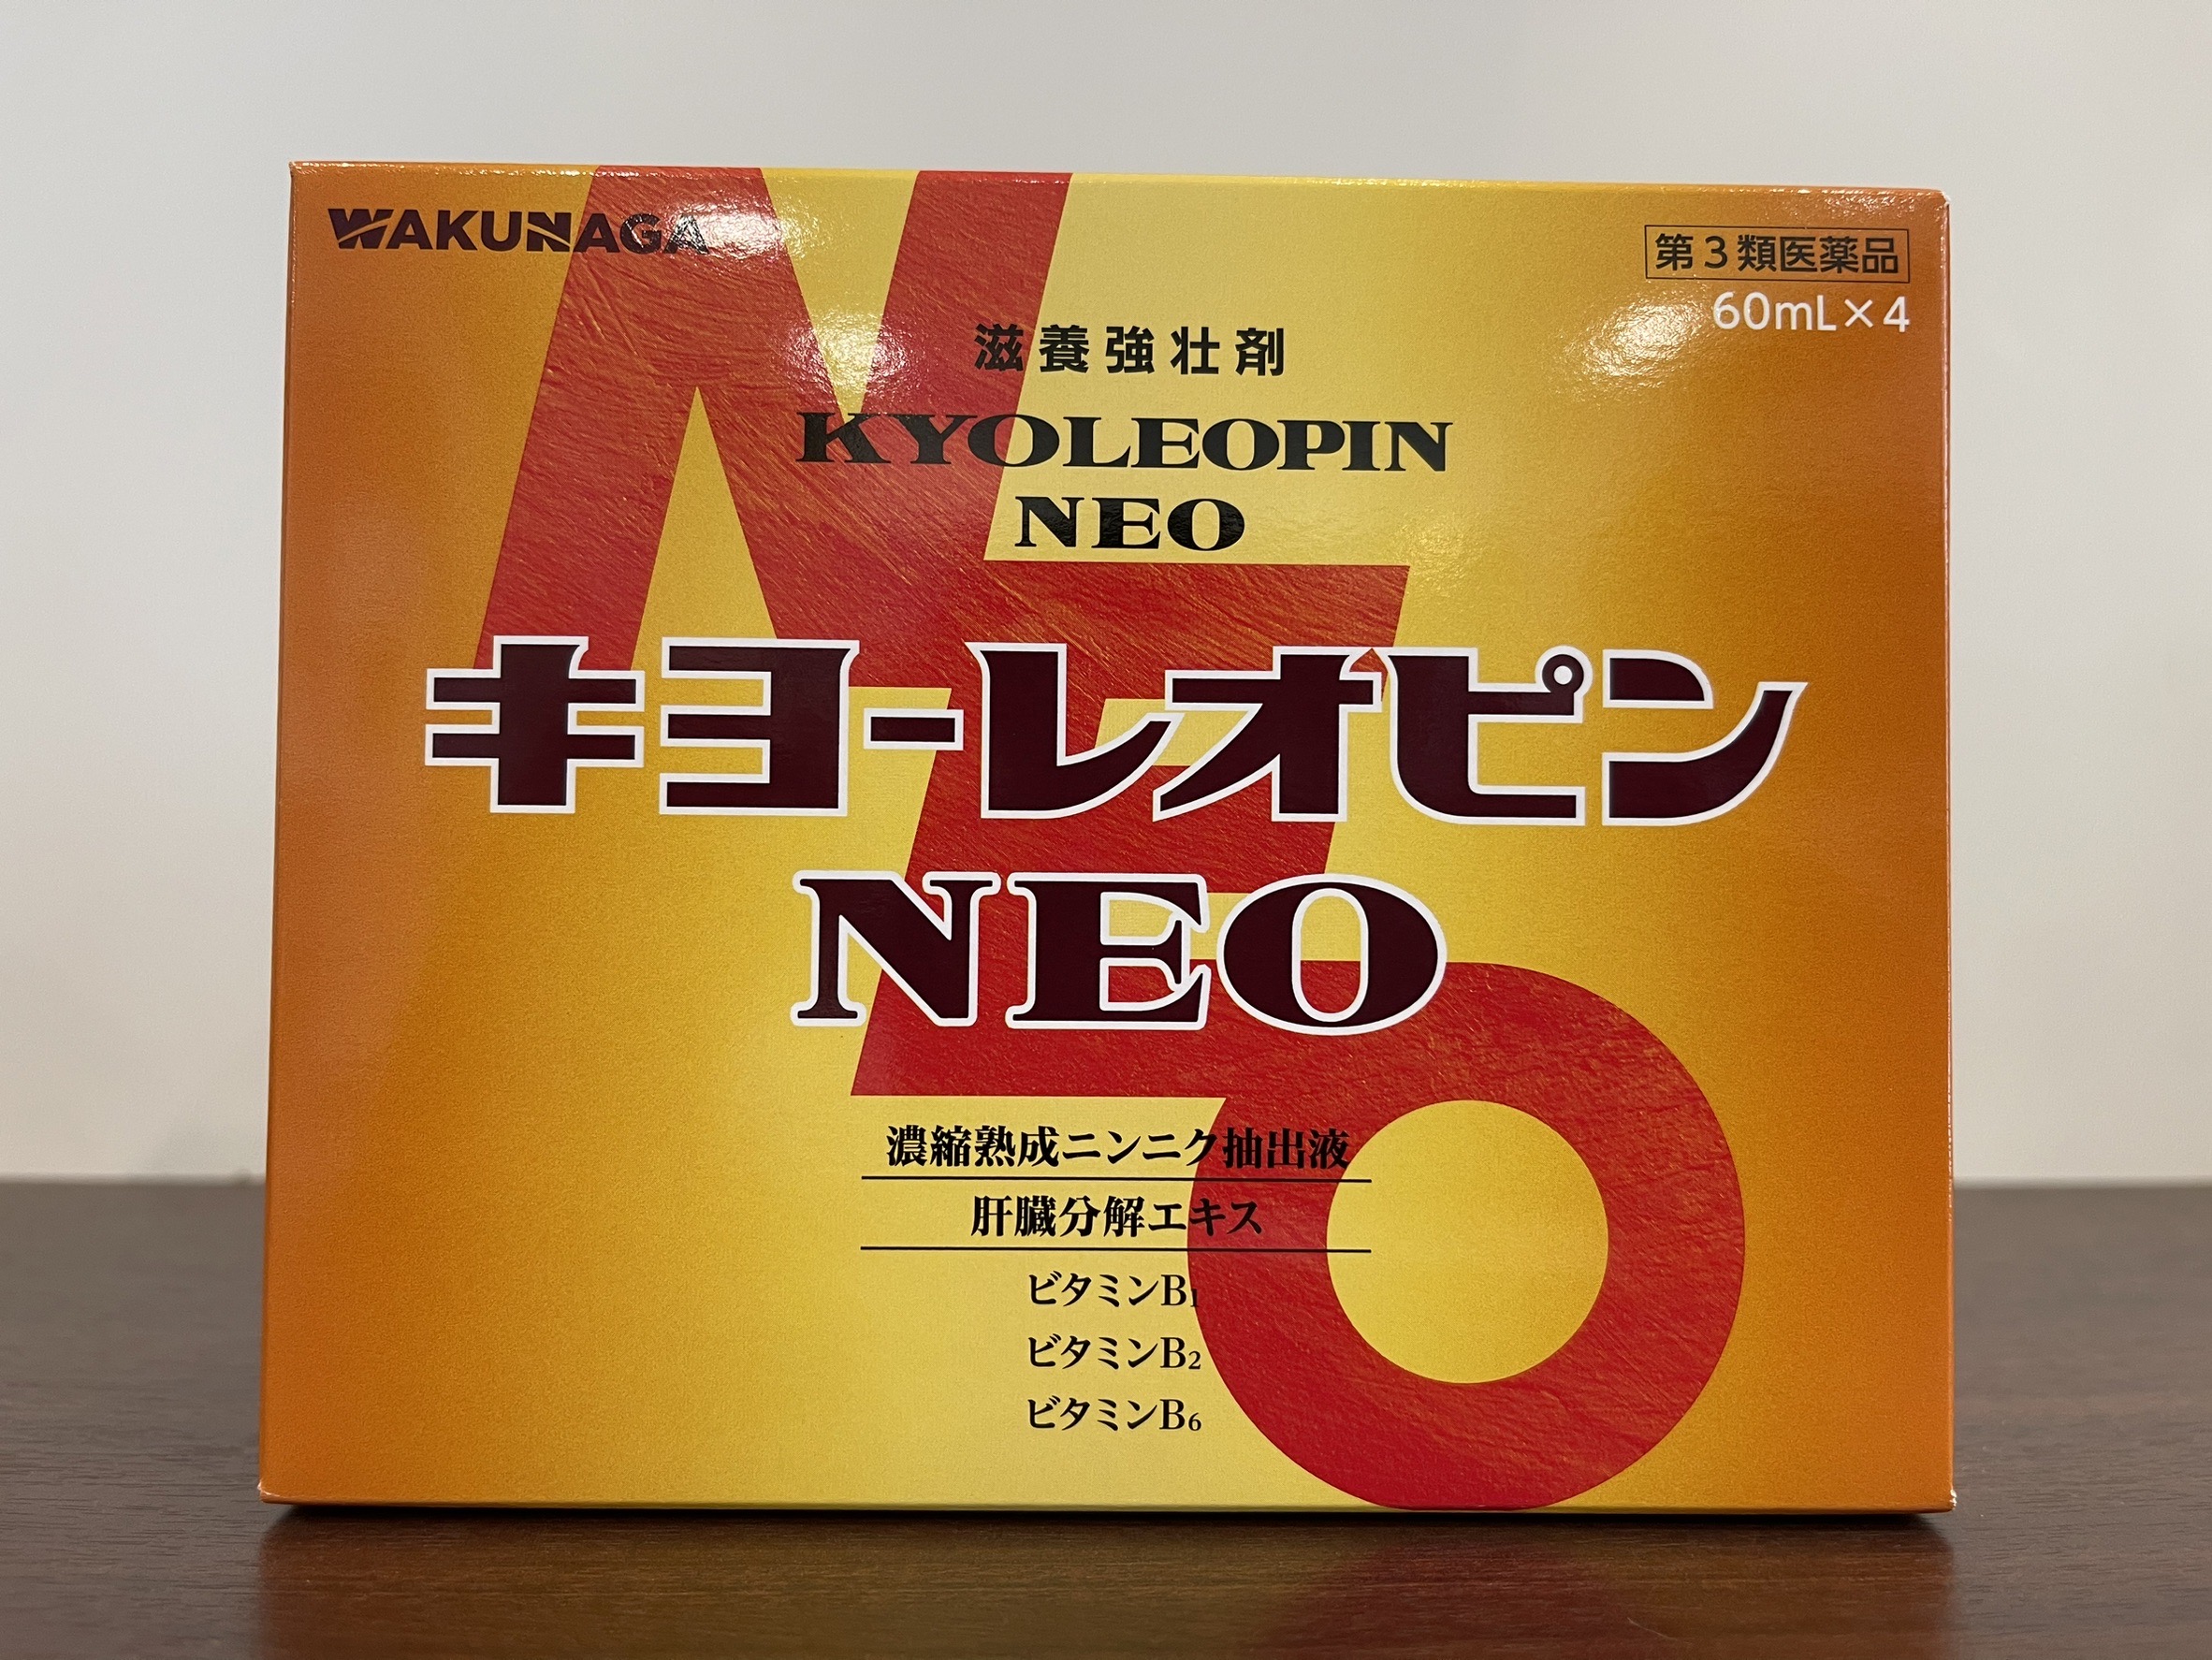 WAKUNAGA
第3類医薬品
60mL×4
滋養強壮剤
KYOLEOPIN
NEO
キヨーレオピン
NEO
濃縮熟成ニンニク抽出液
肝臓分解エキス
ビタミンB₁
ビタミンB₂
ビタミンB₆
NEO